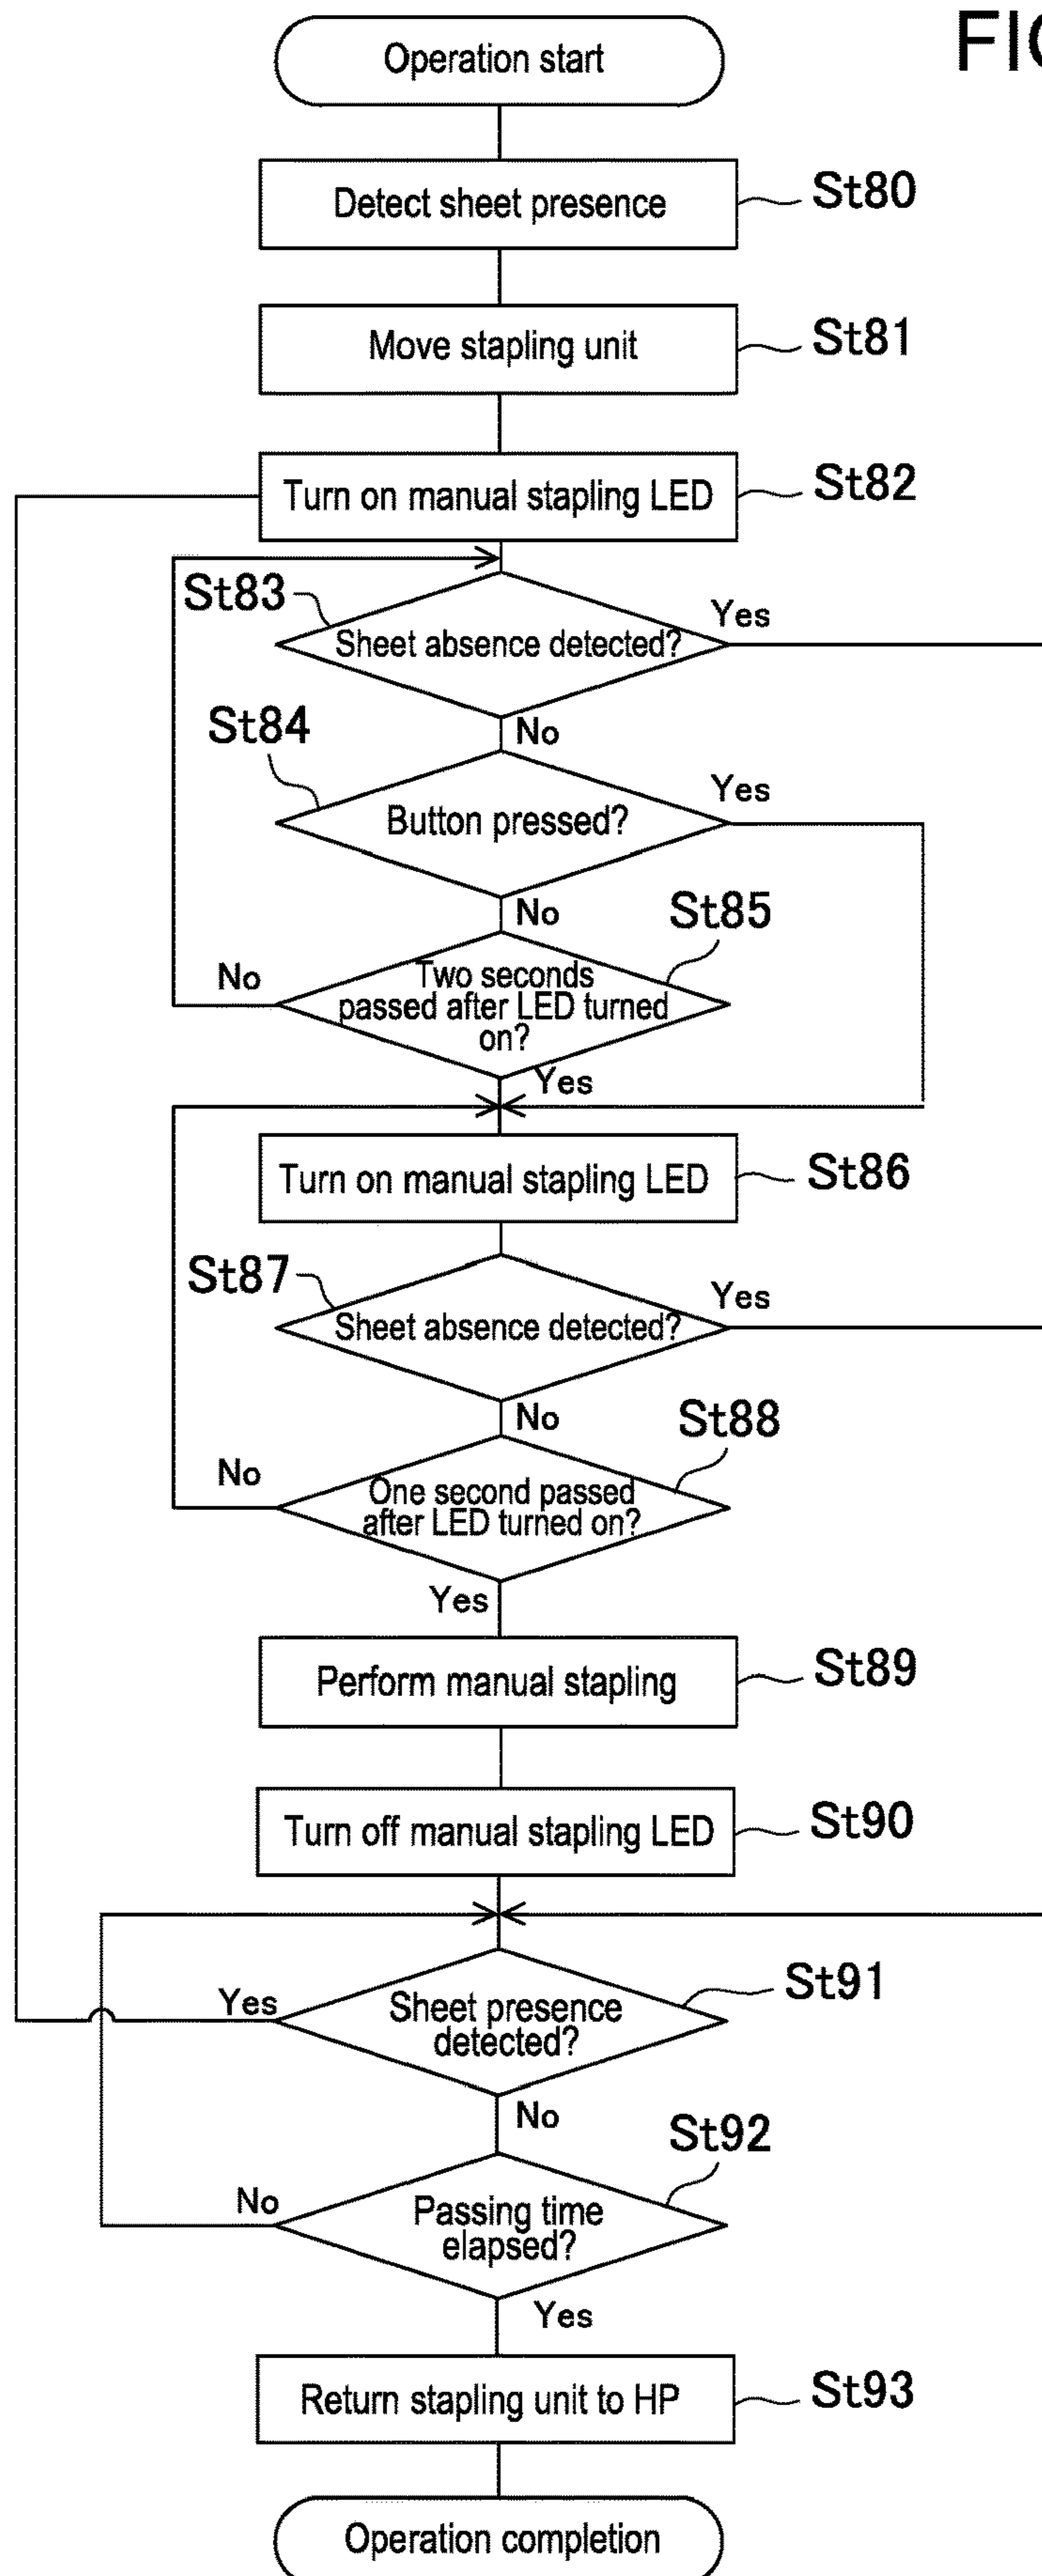 FIG
Operation start
Detect sheet presence
St80
Move stapling unit
St81
Turn on manual stapling LED
St82
St83
Sheet absence detected?
Yes
No
St84
Button pressed?
Yes
No
St85
Two seconds
passed after LED turned
on?
No
Yes
Turn on manual stapling LED
St86
St87
Sheet absence detected?
Yes
No
St88
One second passed
after LED turned on?
No
Yes
Perform manual stapling
St89
Turn off manual stapling LED
St90
St91
Sheet presence
detected?
Yes
No
St92
Passing time
elapsed?
No
Yes
Return stapling unit to HP
St93
Operation completion